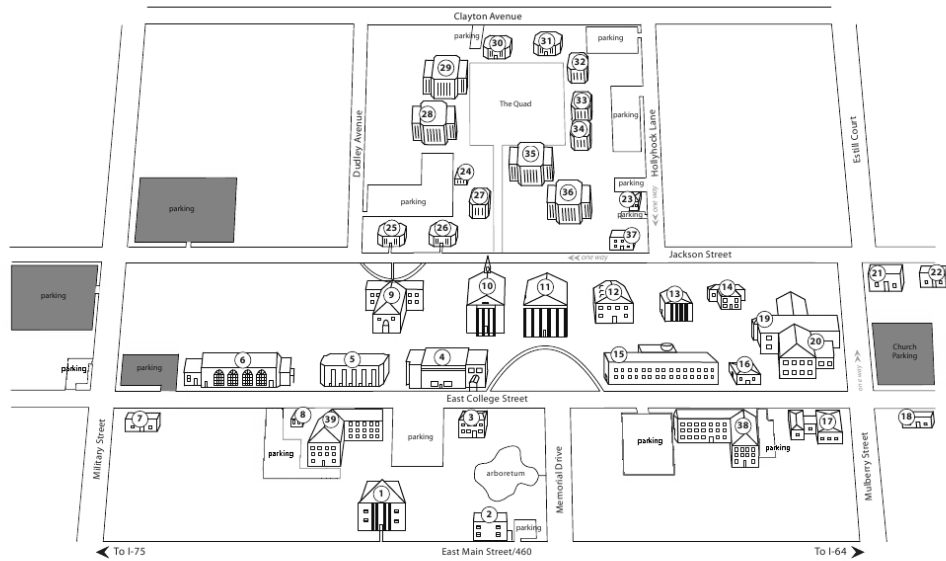 Clayton Avenue
parking
30
31
parking
32
29
The Quad
33
28
parking
34
Dudley Avenue
Hollyhock Lane
Estill Court
35
24
parking
27
36
parking
23
parking
one way
parking
25
26
37
one way
Jackson Street
21
22
parking
9
10
11
12
13
14
19
20
Church
Parking
parking
parking
6
5
4
15
16
one way
East College Street
7
8
39
3
38
17
18
parking
parking
parking
parking
Military Street
arboretum
Memorial Drive
Mulberry Street
1
2
parking
To I-75
East Main Street/460
To I-64